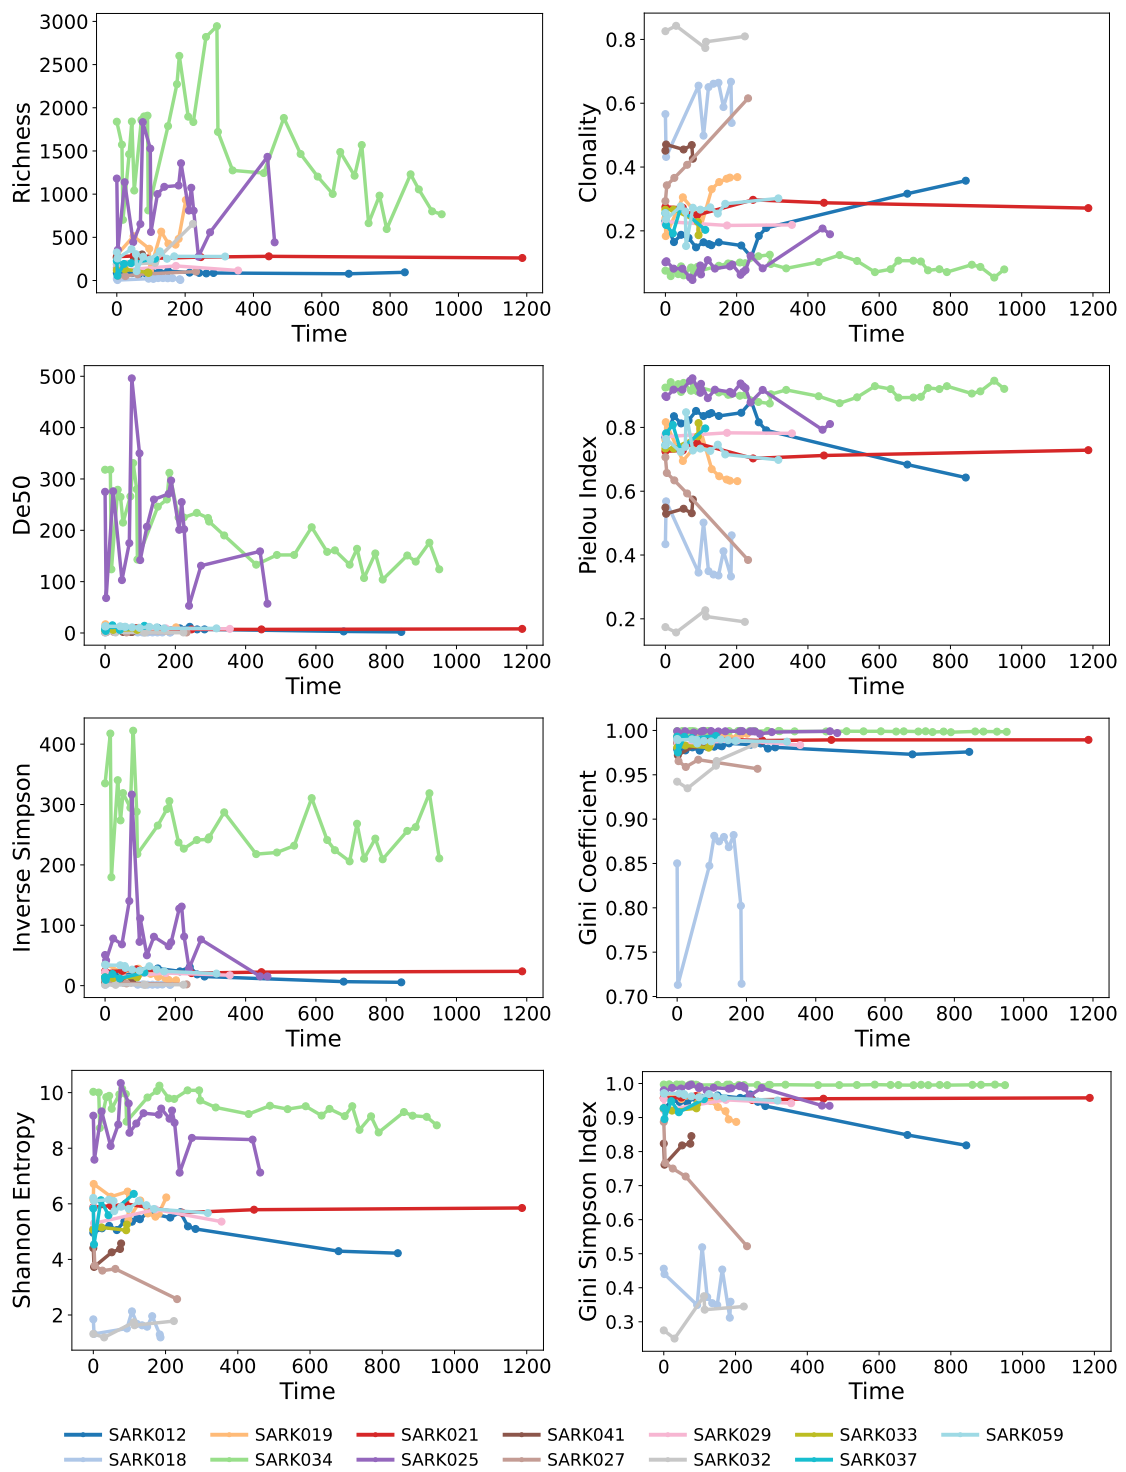 Richness
3000
2500
2000
1500
1000
500
0
0 200 400 600 800 1000 1200
Time
Clonality
0.8
0.6
0.4
0.2
0 200 400 600 800 1000 1200
Time
De50
500
400
300
200
100
0
0 200 400 600 800 1000 1200
Time
Pielou Index
0.8
0.6
0.4
0.2
0 200 400 600 800 1000 1200
Time
Inverse Simpson
400
300
200
100
0
0 200 400 600 800 1000 1200
Time
Gini Coefficient
1.00
0.95
0.90
0.85
0.80
0.75
0.70
0 200 400 600 800 1000 1200
Time
Shannon Entropy
10
8
6
4
2
0 200 400 600 800 1000 1200
Time
Gini Simpson Index
1.0
0.9
0.8
0.7
0.6
0.5
0.4
0.3
0 200 400 600 800 1000 1200
Time
SARK012 SARK019 SARK021 SARK041 SARK029 SARK033 SARK059
SARK018 SARK034 SARK025 SARK027 SARK032 SARK037